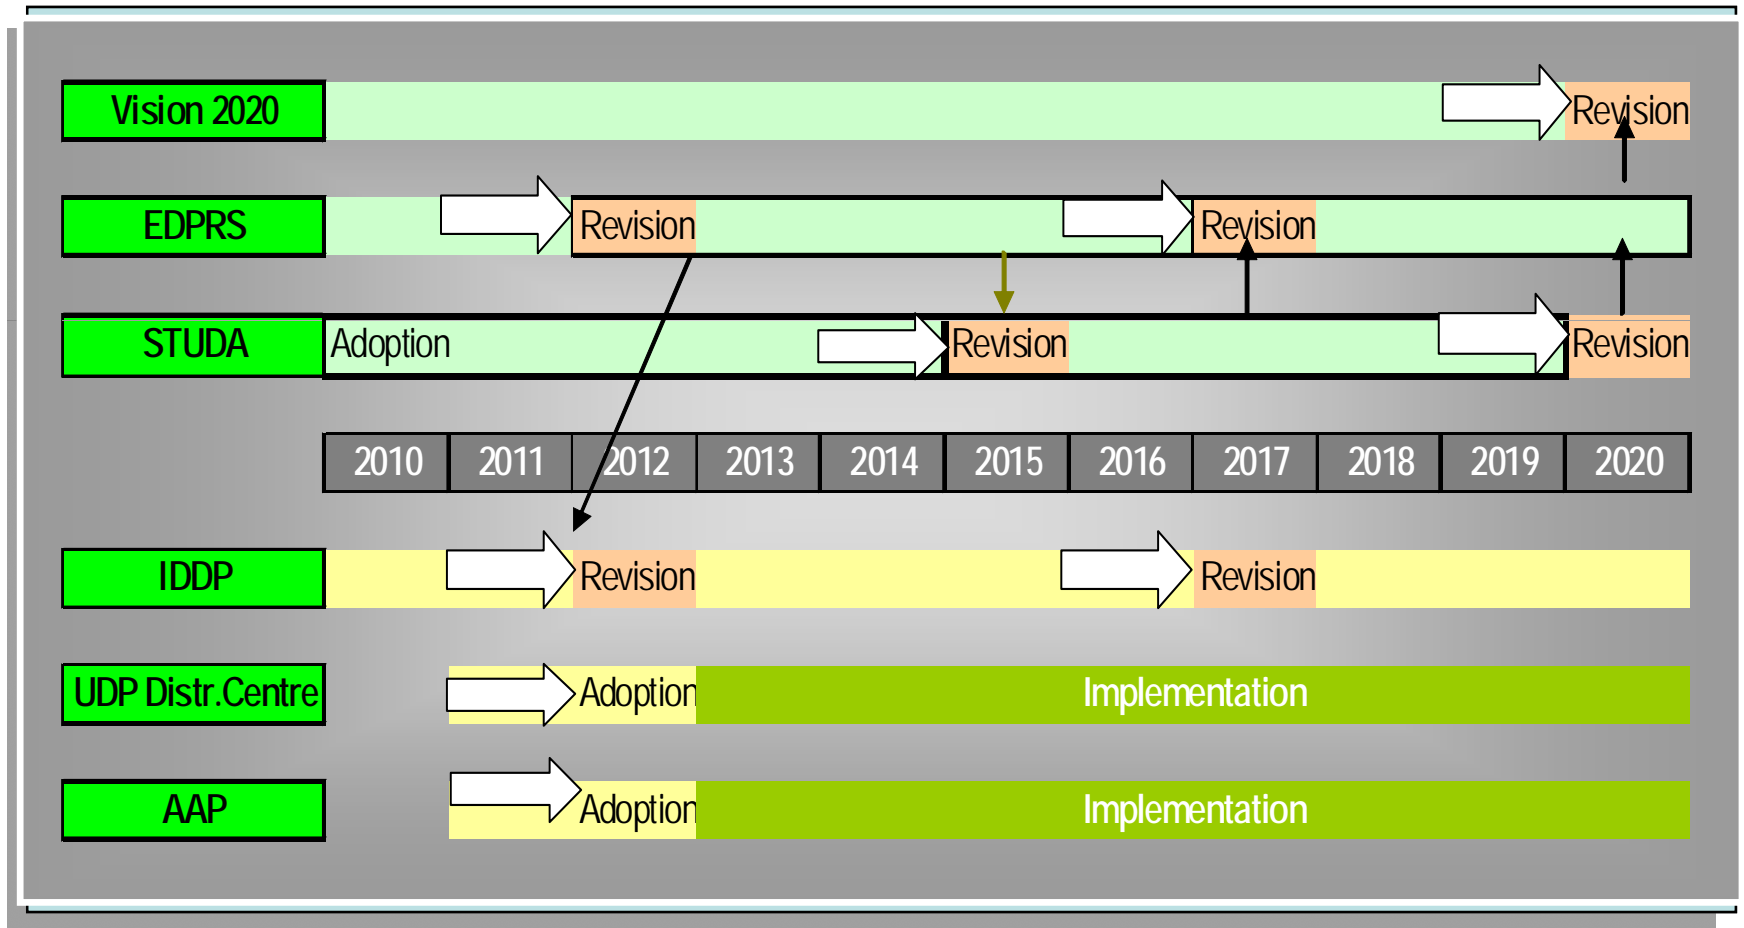 Vision 2020 Revision
EDPRS Revision Revision
STUDA Adoption Revision Revision
2010 2011 2012 2013 2014 2015 2016 2017 2018 2019 2020
IDDP Revision Revision
UDP Distr.Centre Adoption Implementation
AAP Adoption Implementation